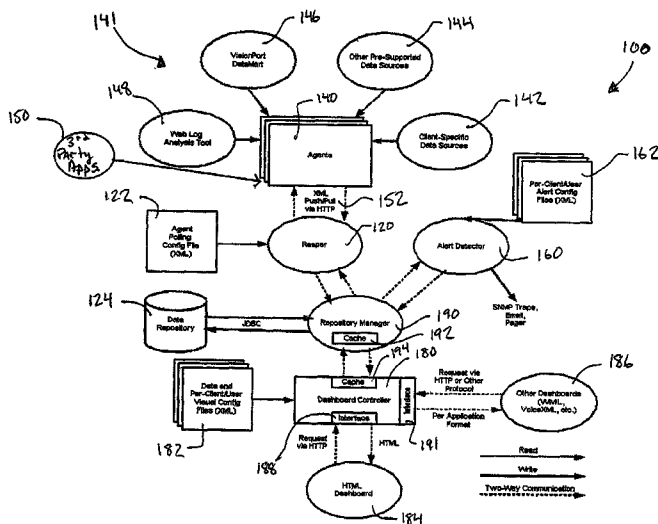 141
146
144
100
VisionPort
DataMart
Other Pre-Supported
Data Sources
140
148
142
150
3rd
Party
Apps.
Web Log
Analysis Tool
Agents
Client-Specific
Data Sources
162
Per-Client/User
Alert Config
Files (XML)
XML
Push/Pull
via HTTP
152
122
Agent
Polling
Config File
(XML)
Reaper
120
Alert Detector
160
124
SNMP Traps,
Email,
Pager
Data
Repository
JDBC
Repository Manager
190
Cache
192
194
180
Cache
186
Data and
Per-Client/User
Visual Config
Files (XML)
Dashboard Controller
Interface
Request via
HTTP or Other
Protocol
Other Dashboards
(WML,
VoiceXML, etc.)
Interface
Per Application
Format
182
188
191
Request
via HTTP
HTML
Read
Write
Two-Way Communication
HTML
Dashboard
184